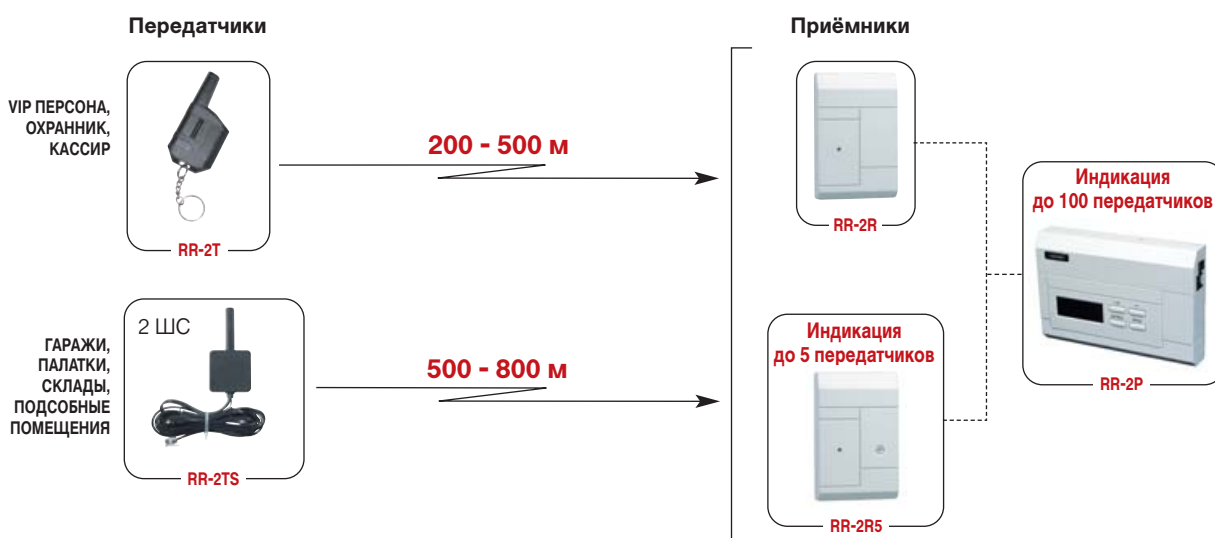 Передатчики
Приёмники
VIP ПЕРСОНА,
ОХРАННИК,
КАССИР
200 - 500 м
RR-2T
RR-2R
Индикация
до 100 передатчиков
RR-2P
2 ШС
ГАРАЖИ,
ПАЛАТКИ,
СКЛАДЫ,
ПОДСОБНЫЕ
ПОМЕЩЕНИЯ
500 - 800 м
RR-2TS
Индикация
до 5 передатчиков
RR-2R5